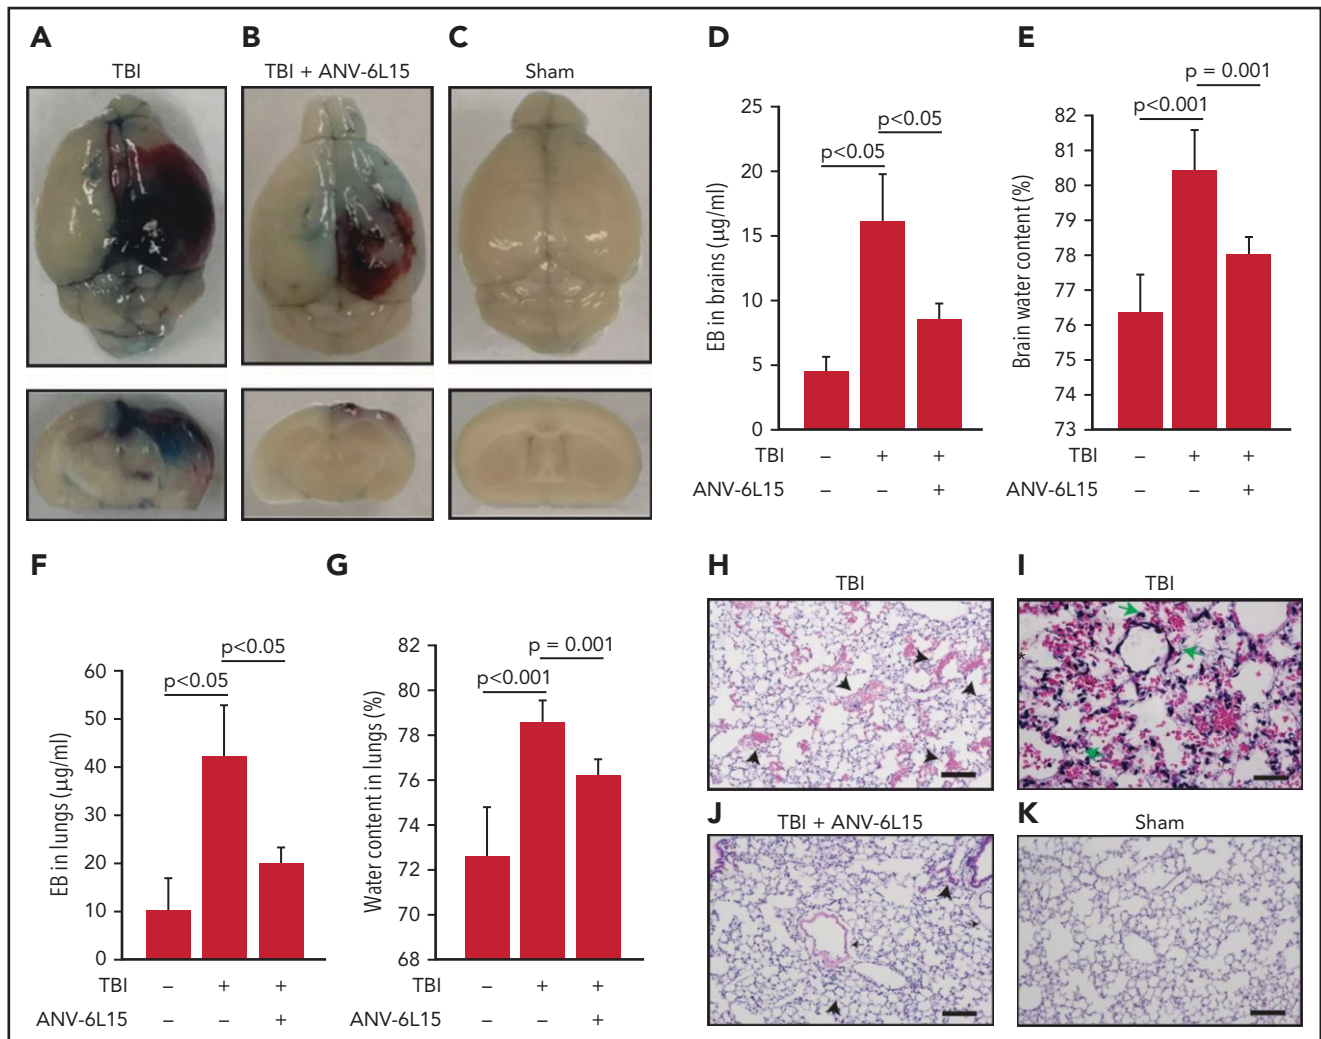 A
TBI
B
TBI + ANV-6L15
C
Sham
D
EB in brains (μg/ml)
25
20
15
10
5
0
p<0.05
p<0.05
TBI – + +
ANV-6L15 – – +
E
Brain water content (%)
82
80
79
78
77
76
75
74
73
p<0.001
p = 0.001
TBI – + +
ANV-6L15 – – +
F
EB in lungs (μg/ml)
60
50
40
30
20
10
0
p<0.05
p<0.05
TBI – + +
ANV-6L15 – – +
G
Water content in lungs (%)
82
80
78
76
74
72
70
68
p<0.001
p = 0.001
TBI – + +
ANV-6L15 – – +
H
TBI
I
TBI
*
J
TBI + ANV-6L15
K
Sham